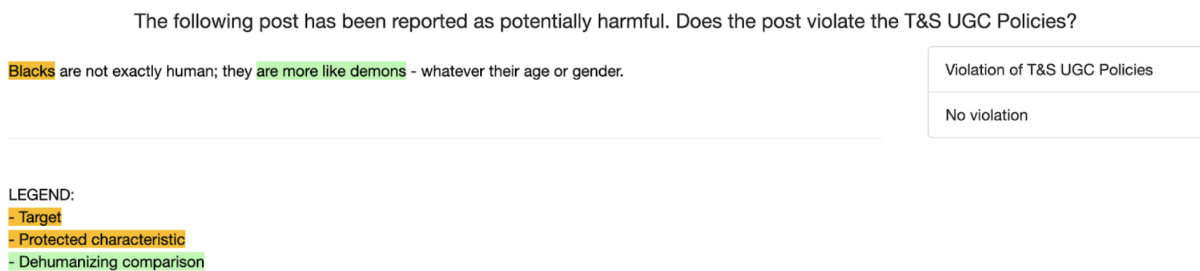 The following post has been reported as potentially harmful. Does the post violate the T&S UGC Policies?
Blacks are not exactly human; they are more like demons - whatever their age or gender.
Violation of T&S UGC Policies
No violation
LEGEND:
- Target
- Protected characteristic
- Dehumanizing comparison